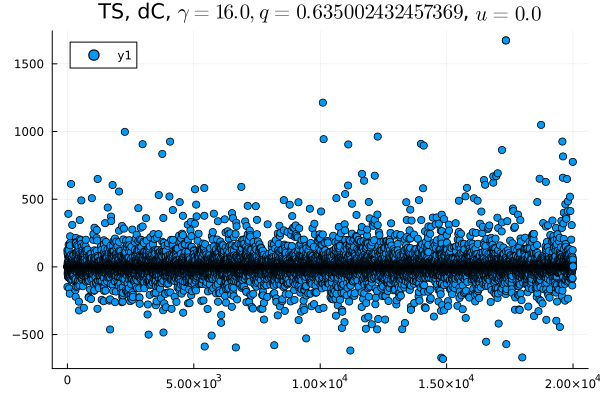 TS, dC, γ = 16.0, q = 0.635002432457369, u = 0.0
y1
1500
1000
500
0
−500
0 5.00×10³ 1.00×10⁴ 1.50×10⁴ 2.00×10⁴